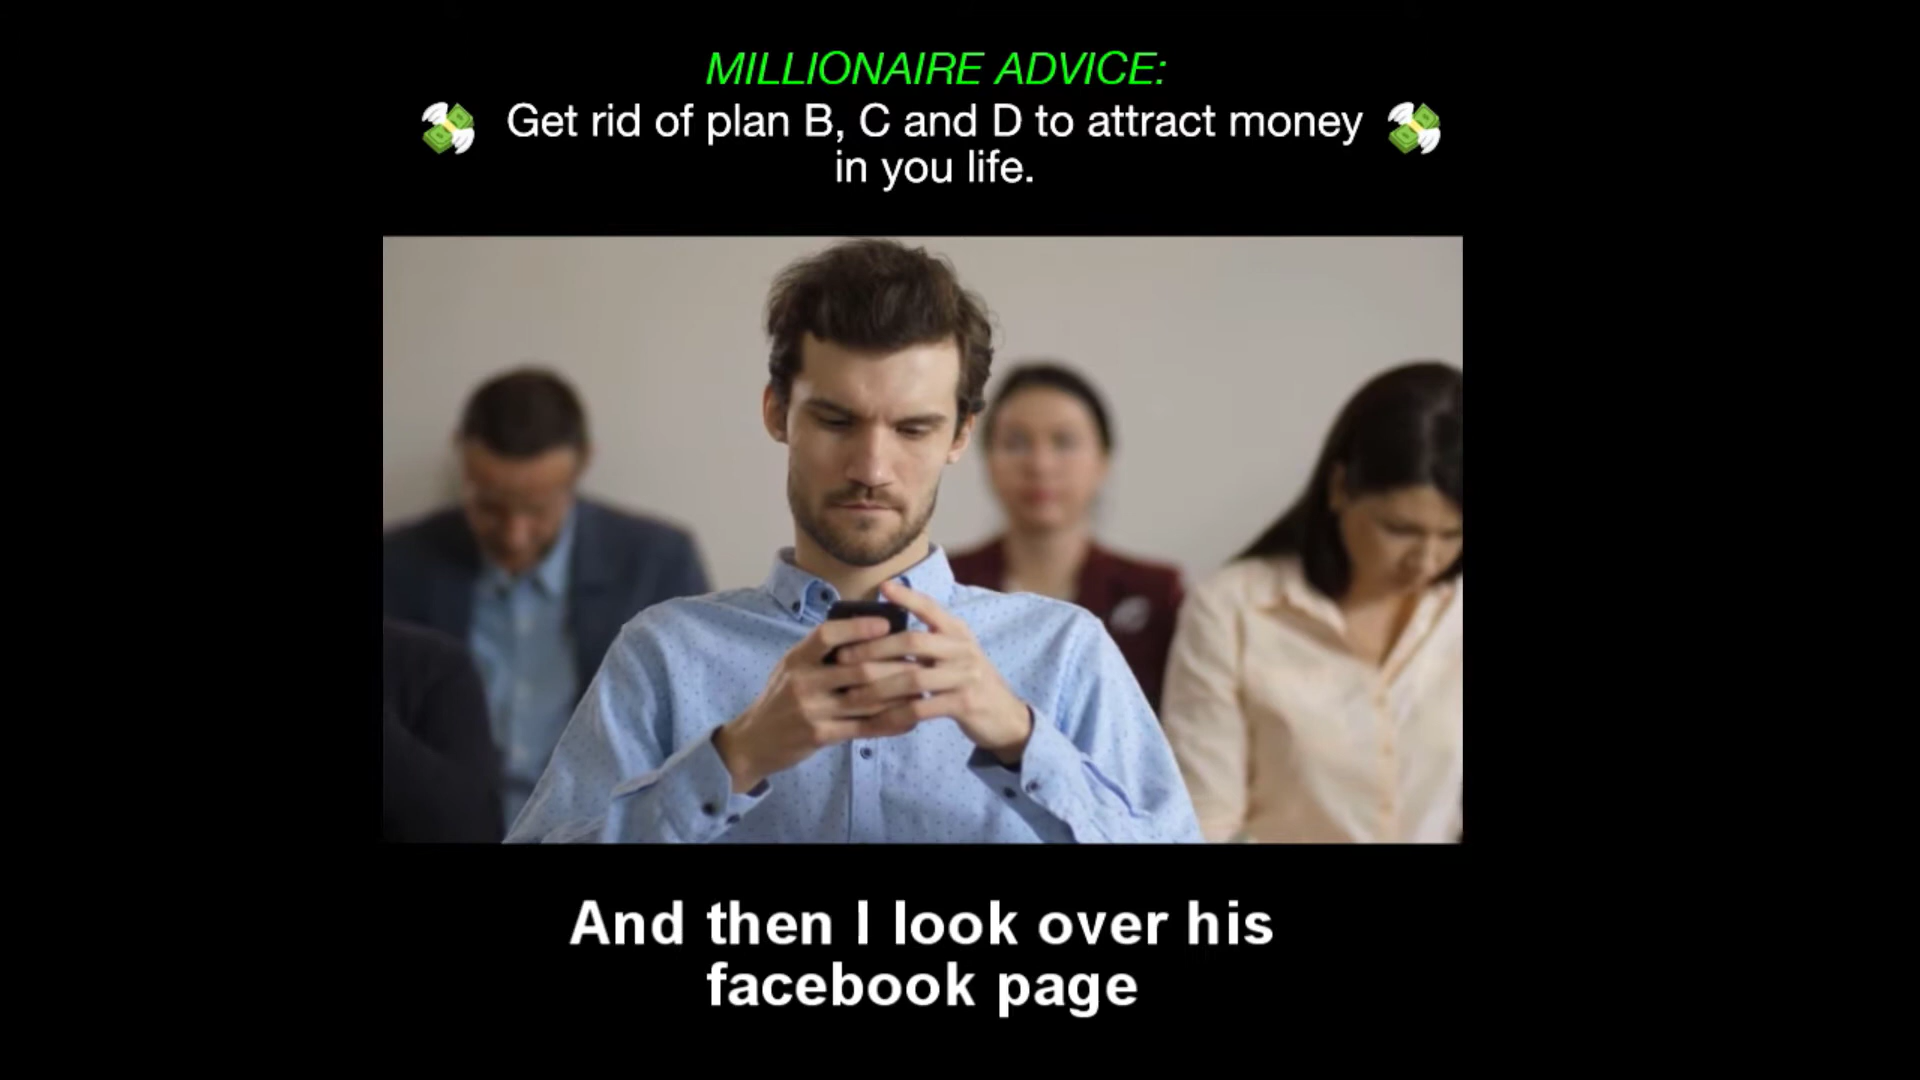 MILLIONAIRE ADVICE:
Get rid of plan B, C and D to attract money
in you life.
And then I look over his
facebook page